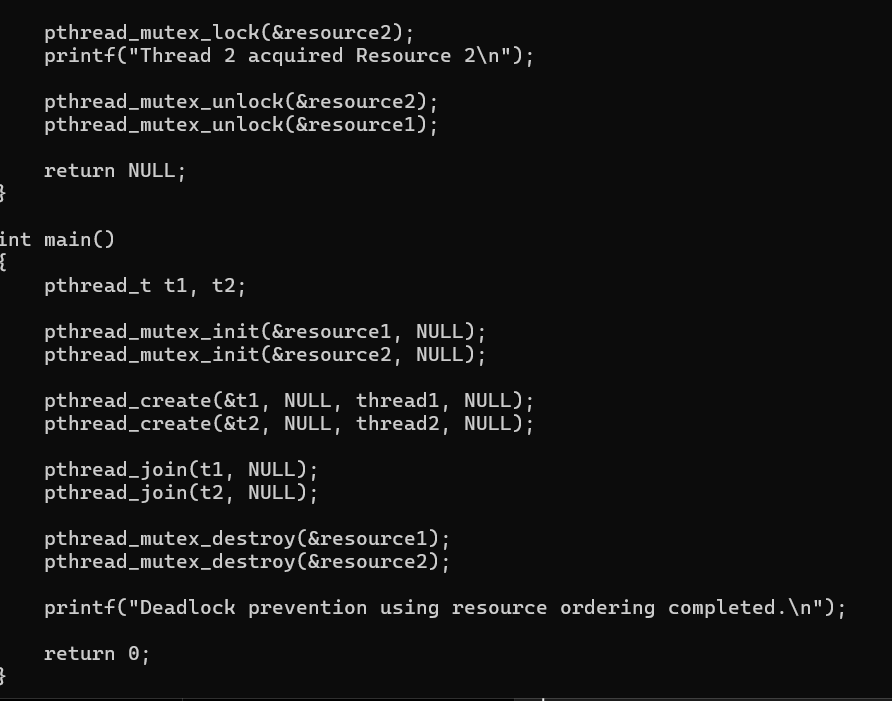 pthread_mutex_lock(&resource2);
    printf("Thread 2 acquired Resource 2\n");

    pthread_mutex_unlock(&resource2);
    pthread_mutex_unlock(&resource1);

    return NULL;
}

int main()
{
    pthread_t t1, t2;

    pthread_mutex_init(&resource1, NULL);
    pthread_mutex_init(&resource2, NULL);

    pthread_create(&t1, NULL, thread1, NULL);
    pthread_create(&t2, NULL, thread2, NULL);

    pthread_join(t1, NULL);
    pthread_join(t2, NULL);

    pthread_mutex_destroy(&resource1);
    pthread_mutex_destroy(&resource2);

    printf("Deadlock prevention using resource ordering completed.\n");

    return 0;
}